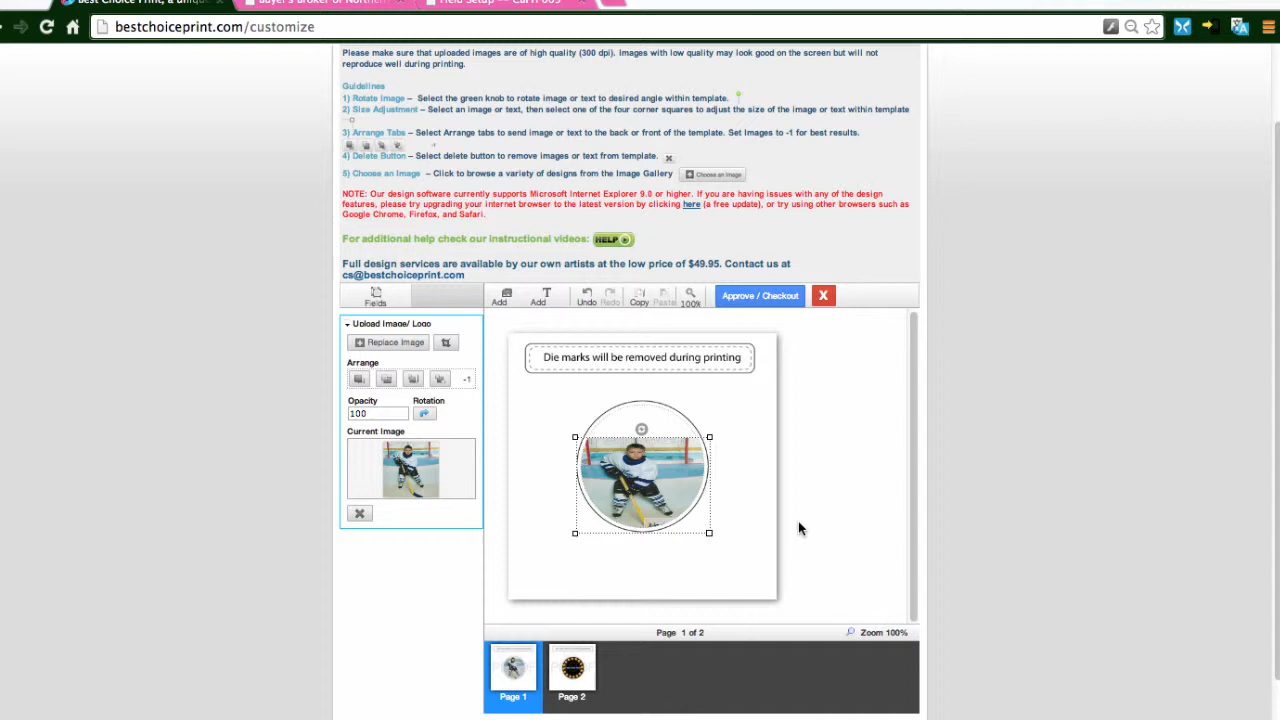 bestchoiceprint.com/customize
Please make sure that uploaded images are of high quality (300 dpi). Images with low quality may look good on the screen but will not
reproduce well during printing.
Guidelines
1) Rotate Image – Select the green knob to rotate image or text to desired angle within template.
2) Size Adjustment – Select an image or text, then select one of the four corner squares to adjust the size of the image or text within template
3) Arrange Tabs – Select Arrange tabs to send image or text to the back or front of the template. Set Images to -1 for best results.
4) Delete Button – Select delete button to remove images or text from template.
5) Choose an Image – Click to browse a variety of designs from the Image Gallery Choose an Image
NOTE: Our design software currently supports Microsoft Internet Explorer 9.0 or higher. If you are having issues with any of the design
features, please try upgrading your internet browser to the latest version by clicking here (a free update), or try using other browsers such as
Google Chrome, Firefox, and Safari.
For additional help check our instructional videos: HELP
Full design services are available by our own artists at the low price of $49.95. Contact us at
cs@bestchoiceprint.com
Fields
Add Add Undo Redo Copy Paste 100% Approve / Checkout X
Upload Image/ Logo
Replace Image
Arrange
-1
Opacity Rotation
100
Current Image
Die marks will be removed during printing
Page 1 of 2 Zoom 100%
Page 1 Page 2